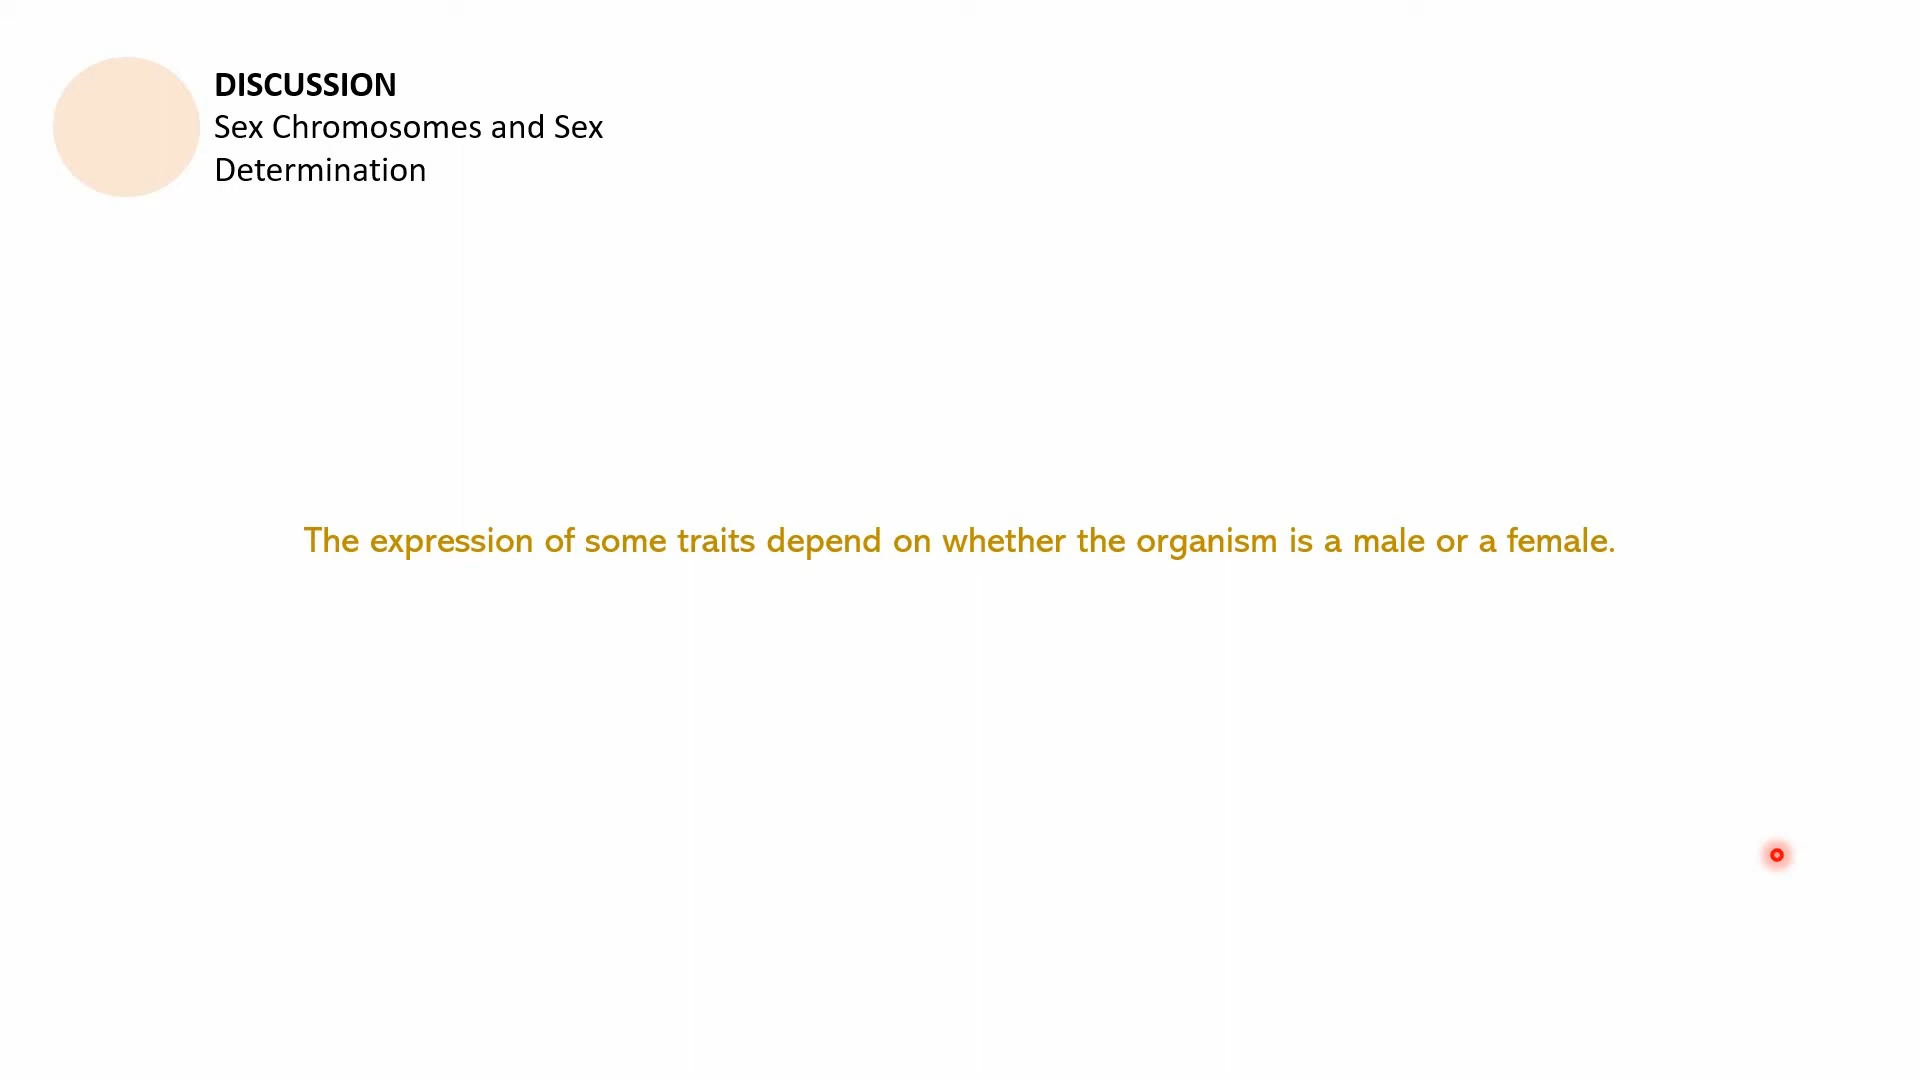 DISCUSSION
Sex Chromosomes and Sex
Determination
The expression of some traits depend on whether the organism is a male or a female.